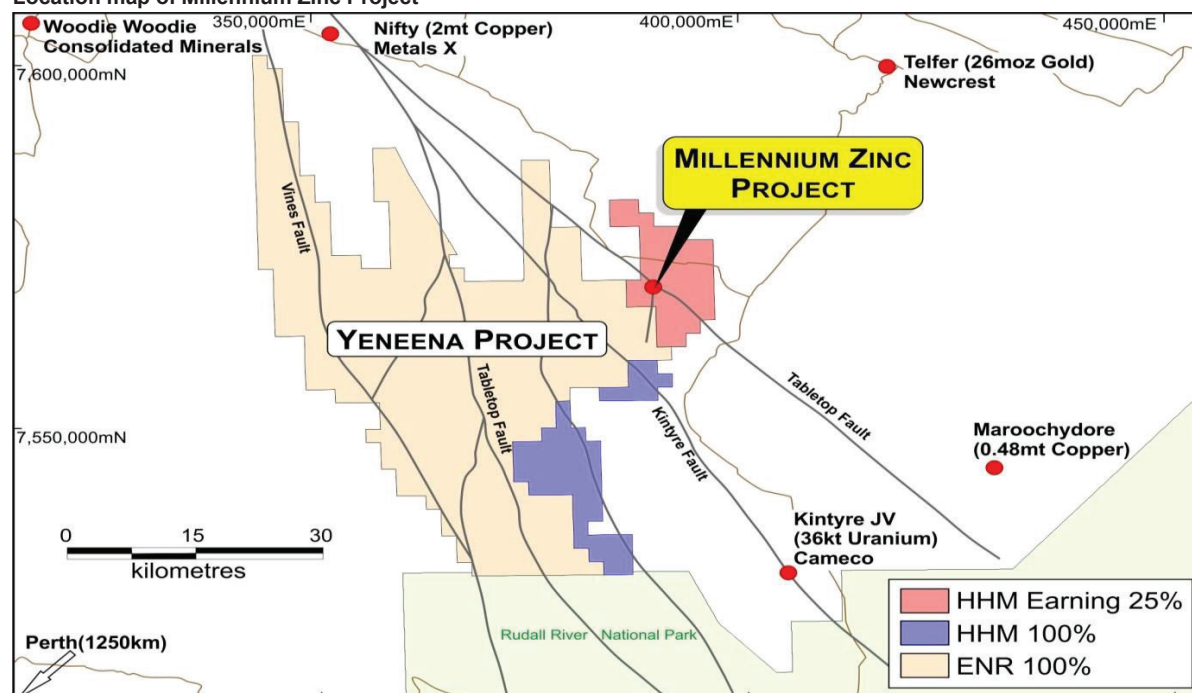 Location map of Millennium Zinc Project
350,000mE
400,000mE
450,000mE
Woodie Woodie
Consolidated Minerals
Nifty (2mt Copper)
Metals X
Telfer (26moz Gold)
Newcrest
7,600,000mN
MILLENNIUM ZINC
PROJECT
Vines Fault
YENEENA PROJECT
Tabletop Fault
Kintyre Fault
Tabletop Fault
7,550,000mN
Maroochydore
(0.48mt Copper)
Kintyre JV
(36kt Uranium)
Cameco
0 15 30
kilometres
HHM Earning 25%
HHM 100%
ENR 100%
Rudall River National Park
Perth(1250km)